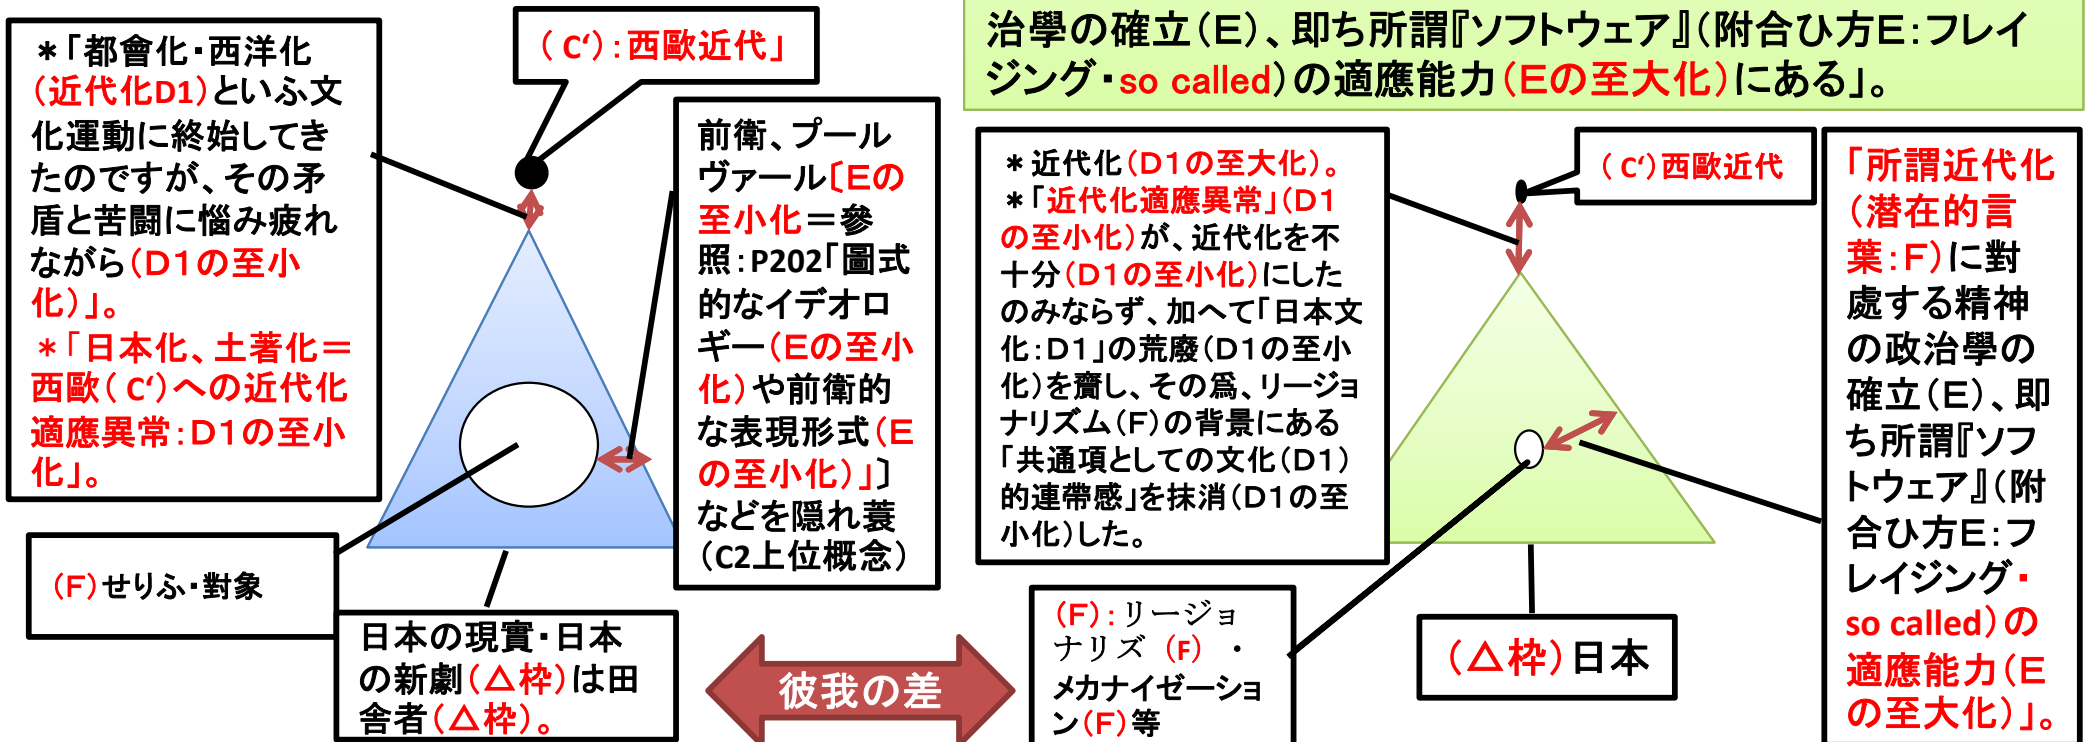 ＊「都會化・西洋化
(近代化D1)といふ文
化運動に終始してき
たのですが、その矛
盾と苦闘に惱み疲れ
ながら(Ｄ１の至小
化)」。
＊「日本化、土著化＝
西歐( C‘)への近代化
適應異常：Ｄ１の至小
化」。
( C‘)：西歐近代」
前衛、プール
ヴァール〔Ｅの
至小化＝參
照：P202「圖式
的なイデオロ
ギー(Ｅの至小
化)や前衛的
な表現形式(Ｅ
の至小化)」〕
などを隠れ蓑
(C2上位概念)
(Ｆ)せりふ・對象
日本の現實・日本
の新劇(△枠)は田
舎者(△枠)。
彼我の差
治學の確立(Ｅ)、即ち所謂『ソフトウェア』(附合ひ方Ｅ：フレイ
ジング・so called)の適應能力(Ｅの至大化)にある」。
＊近代化(Ｄ１の至大化)。
＊「近代化適應異常」(Ｄ１
の至小化)が、近代化を不
十分(Ｄ１の至小化)にした
のみならず、加へて「日本文
化：Ｄ１」の荒廢(Ｄ１の至小
化)を齎し、その爲、リージョ
ナリズム(Ｆ)の背景にある
「共通項としての文化(Ｄ１)
的連帶感」を抹消(Ｄ１の至
小化)した。
( C‘)西歐近代
「所謂近代化
(潜在的言
葉：Ｆ)に對
處する精神
の政治學の
確立(Ｅ)、即
ち所謂『ソフ
トウェア』(附
合ひ方Ｅ：フ
レイジング・
so called)の
適應能力(Ｅ
の至大化)」。
(Ｆ)：リージョ
ナリズ (F) ・
メカナイゼーショ
ン(Ｆ)等
(△枠)日本